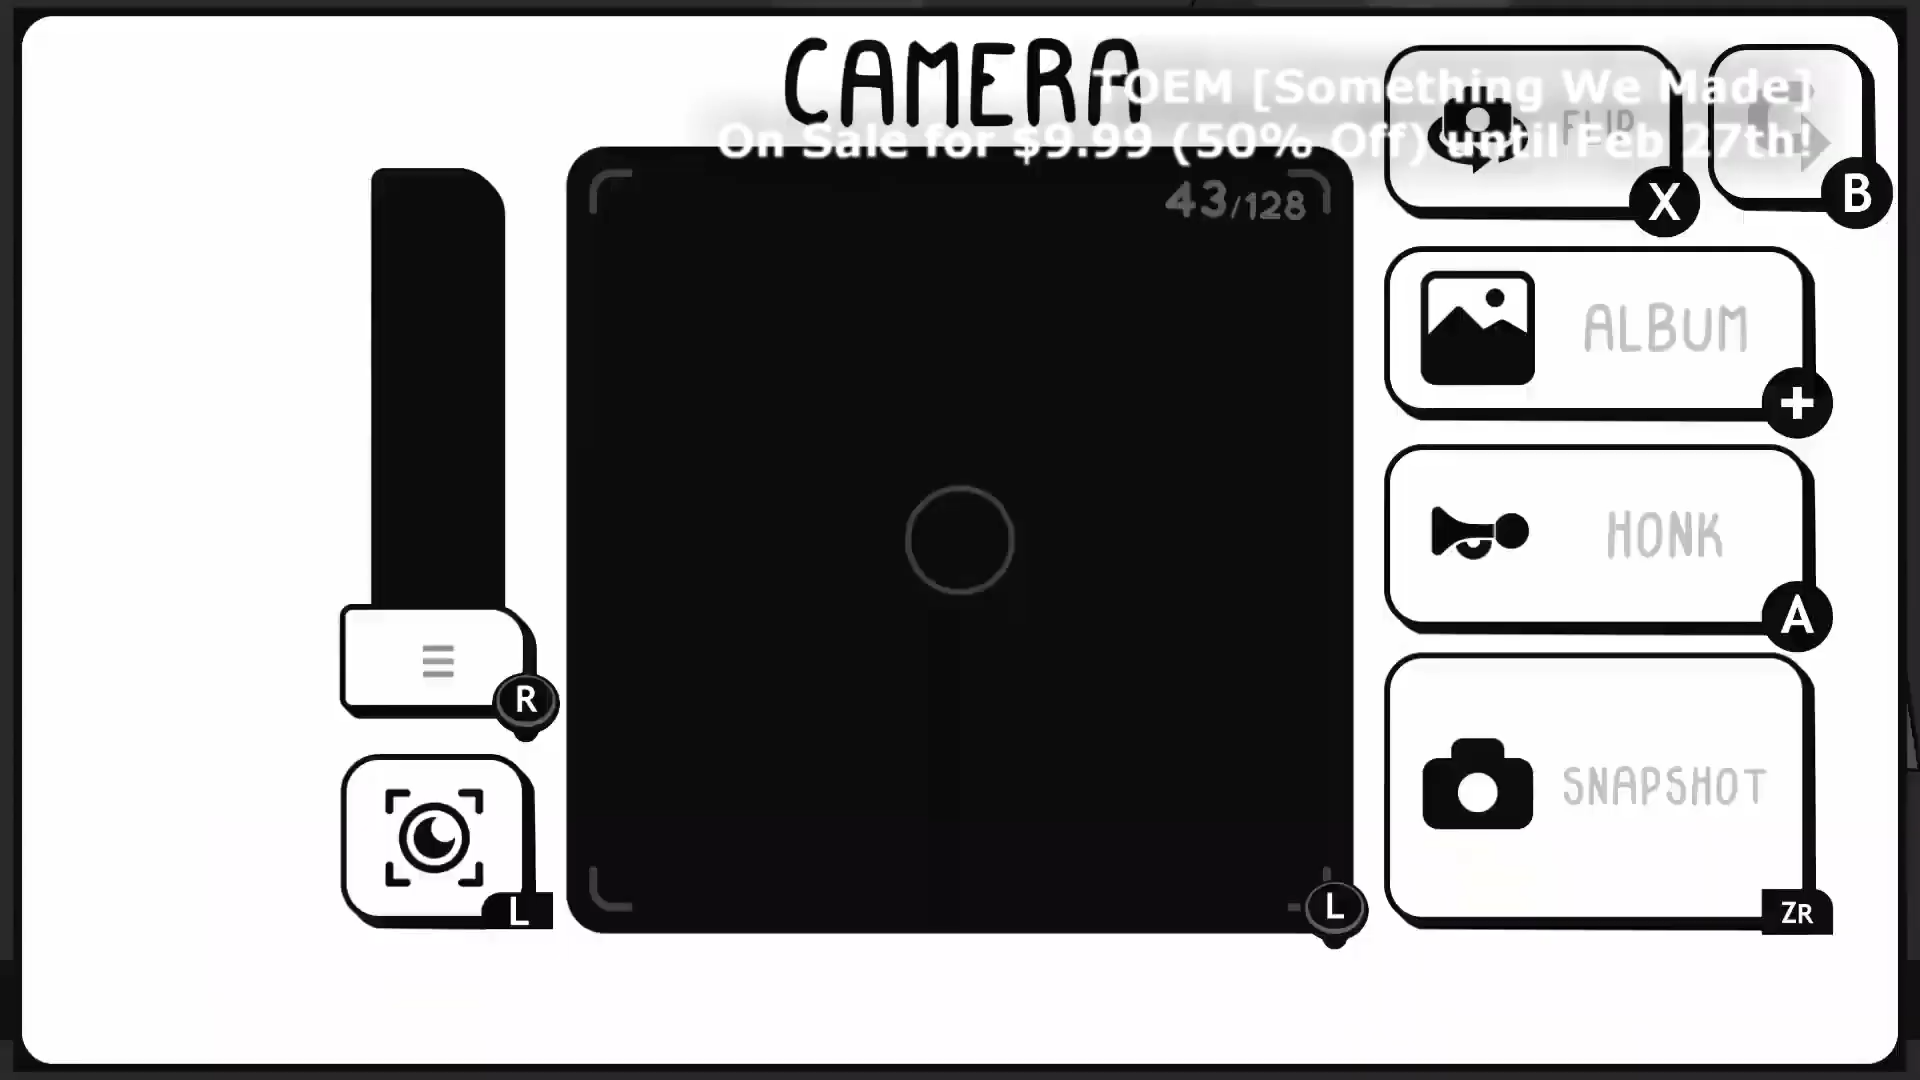 CAMERA
TOEM [Something We Made]
On Sale for $9.99 (50% Off) until Feb 27th!
FLIP
X
B
43/128
ALBUM
+
HONK
A
R
SNAPSHOT
L
L
ZR